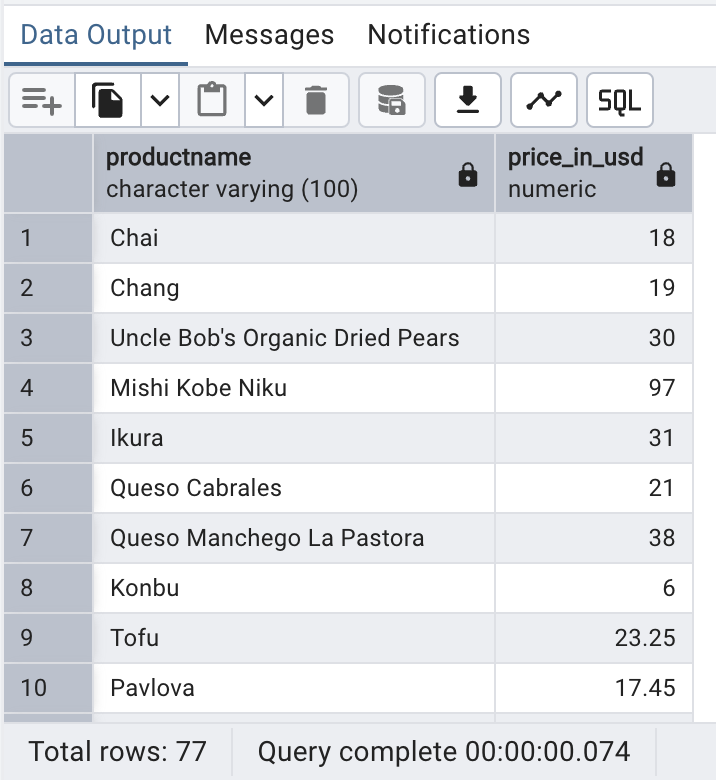 Data Output Messages Notifications
SQL
productname price_in_usd
character varying (100) numeric
1 Chai 18
2 Chang 19
3 Uncle Bob's Organic Dried Pears 30
4 Mishi Kobe Niku 97
5 Ikura 31
6 Queso Cabrales 21
7 Queso Manchego La Pastora 38
8 Konbu 6
9 Tofu 23.25
10 Pavlova 17.45
Total rows: 77 Query complete 00:00:00.074